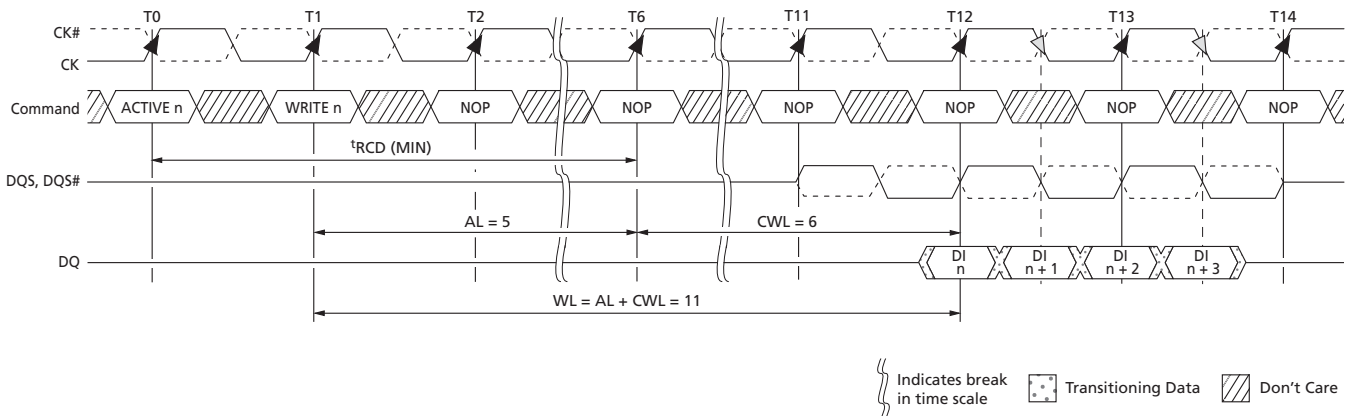 T0 T1 T2 T6 T11 T12 T13 T14
CK#
CK
Command ACTIVE n WRITE n NOP NOP NOP NOP NOP NOP
tRCD (MIN)
DQS, DQS#
AL = 5 CWL = 6
DQ DI n DI n + 1 DI n + 2 DI n + 3
WL = AL + CWL = 11
Indicates break in time scale Transitioning Data Don't Care